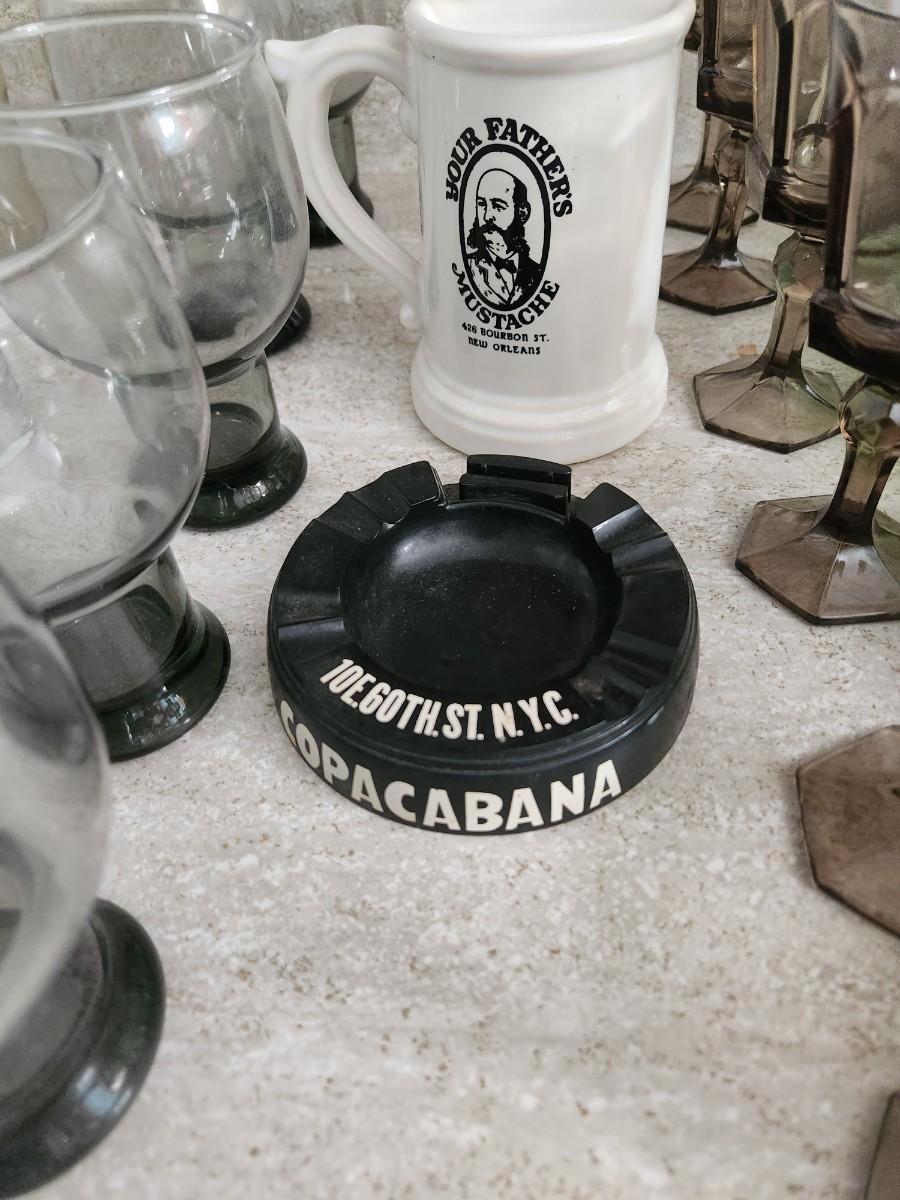 YOUR FATHER'S
MUSTACHE
426 BOURBON ST.
NEW ORLEANS
10E.60TH.ST. N.Y.C.
COPACABANA